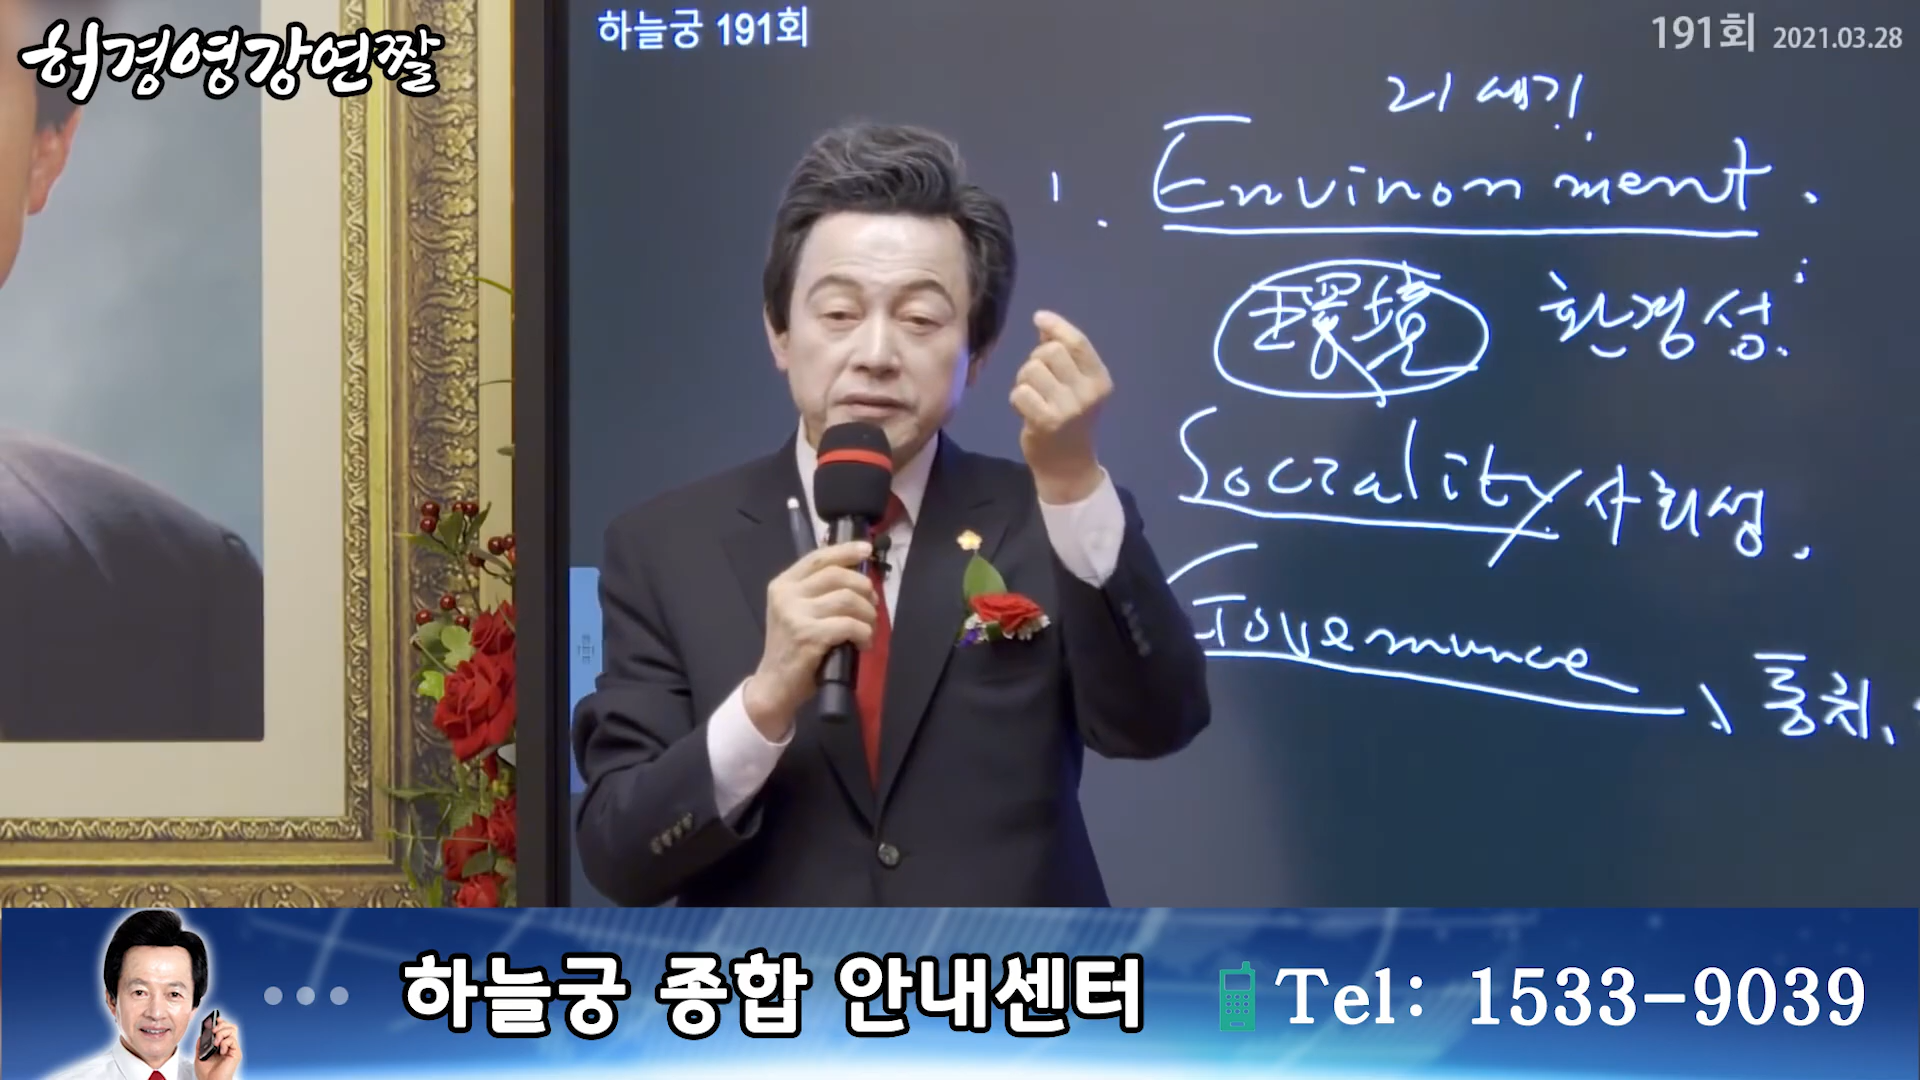 허경영강연짤
하늘궁 191회
191회 2021.03.28
21세기
1. Environment.
環境 환경성
Sociality 사회성.
Governance, 통치.
하늘궁 종합 안내센터
Tel: 1533-9039